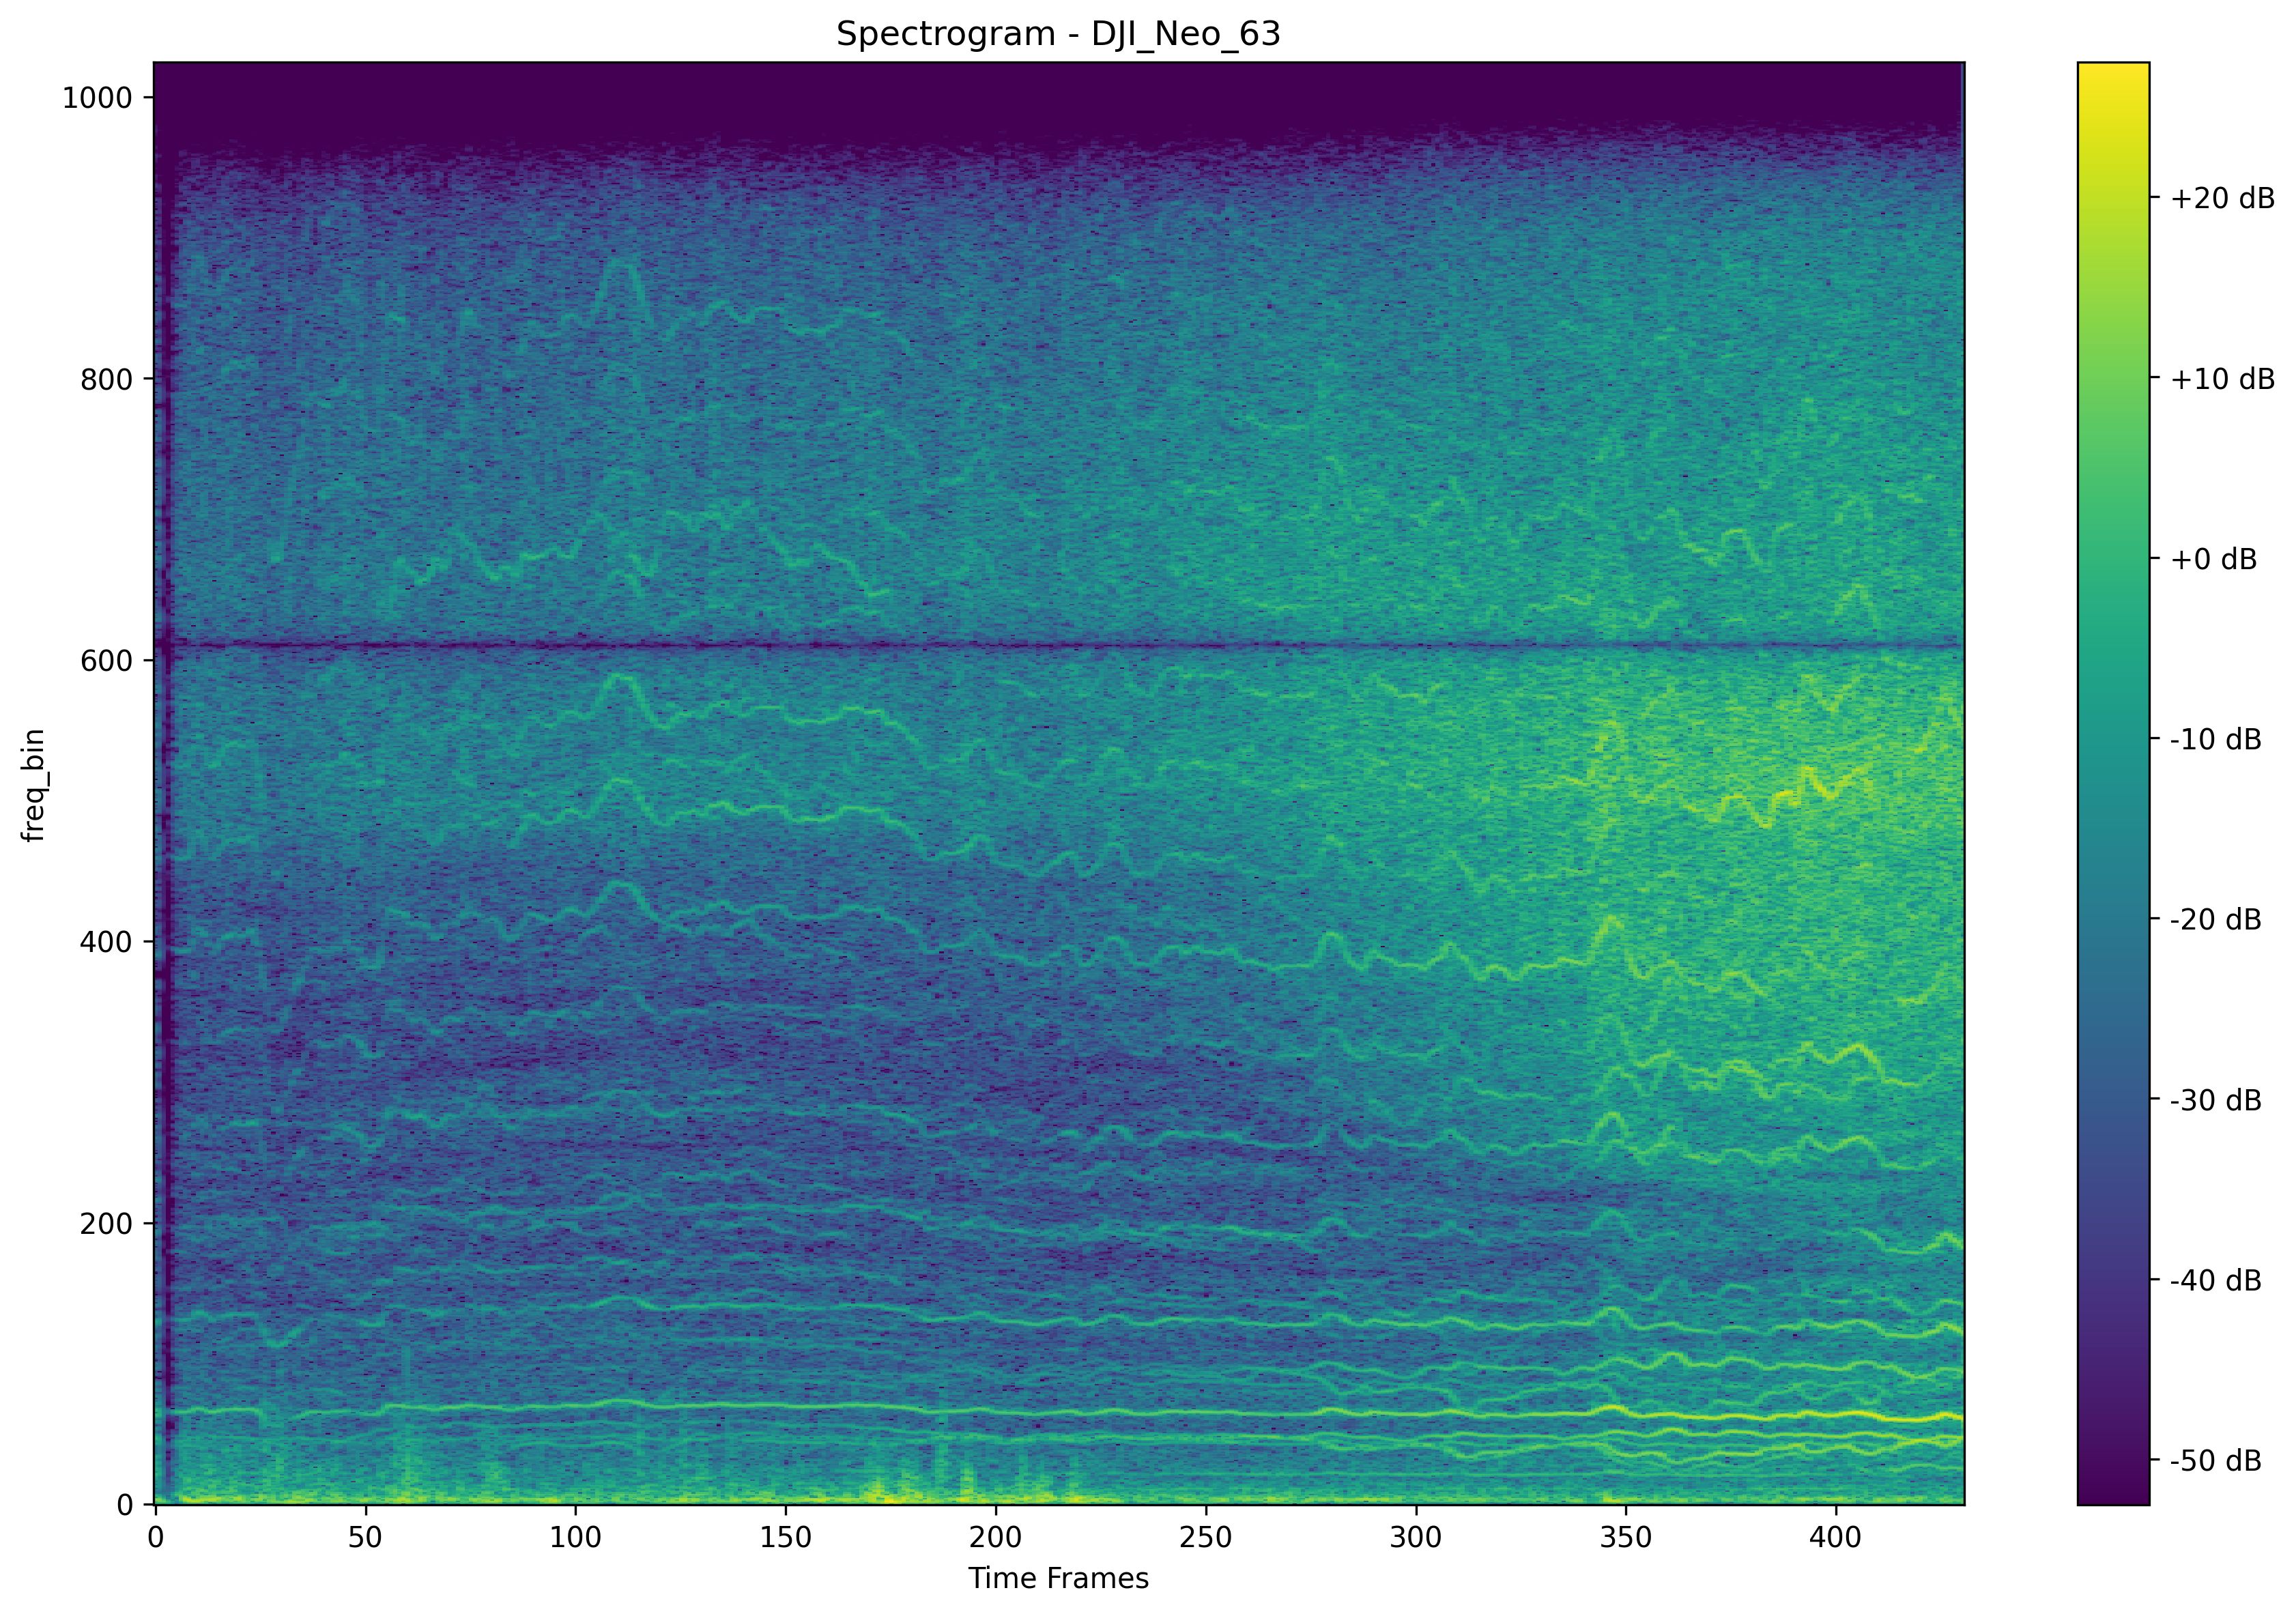 Spectrogram - DJI_Neo_63
freq_bin
1000
800
600
400
200
0
0 50 100 150 200 250 300 350 400
Time Frames
+20 dB
+10 dB
+0 dB
-10 dB
-20 dB
-30 dB
-40 dB
-50 dB